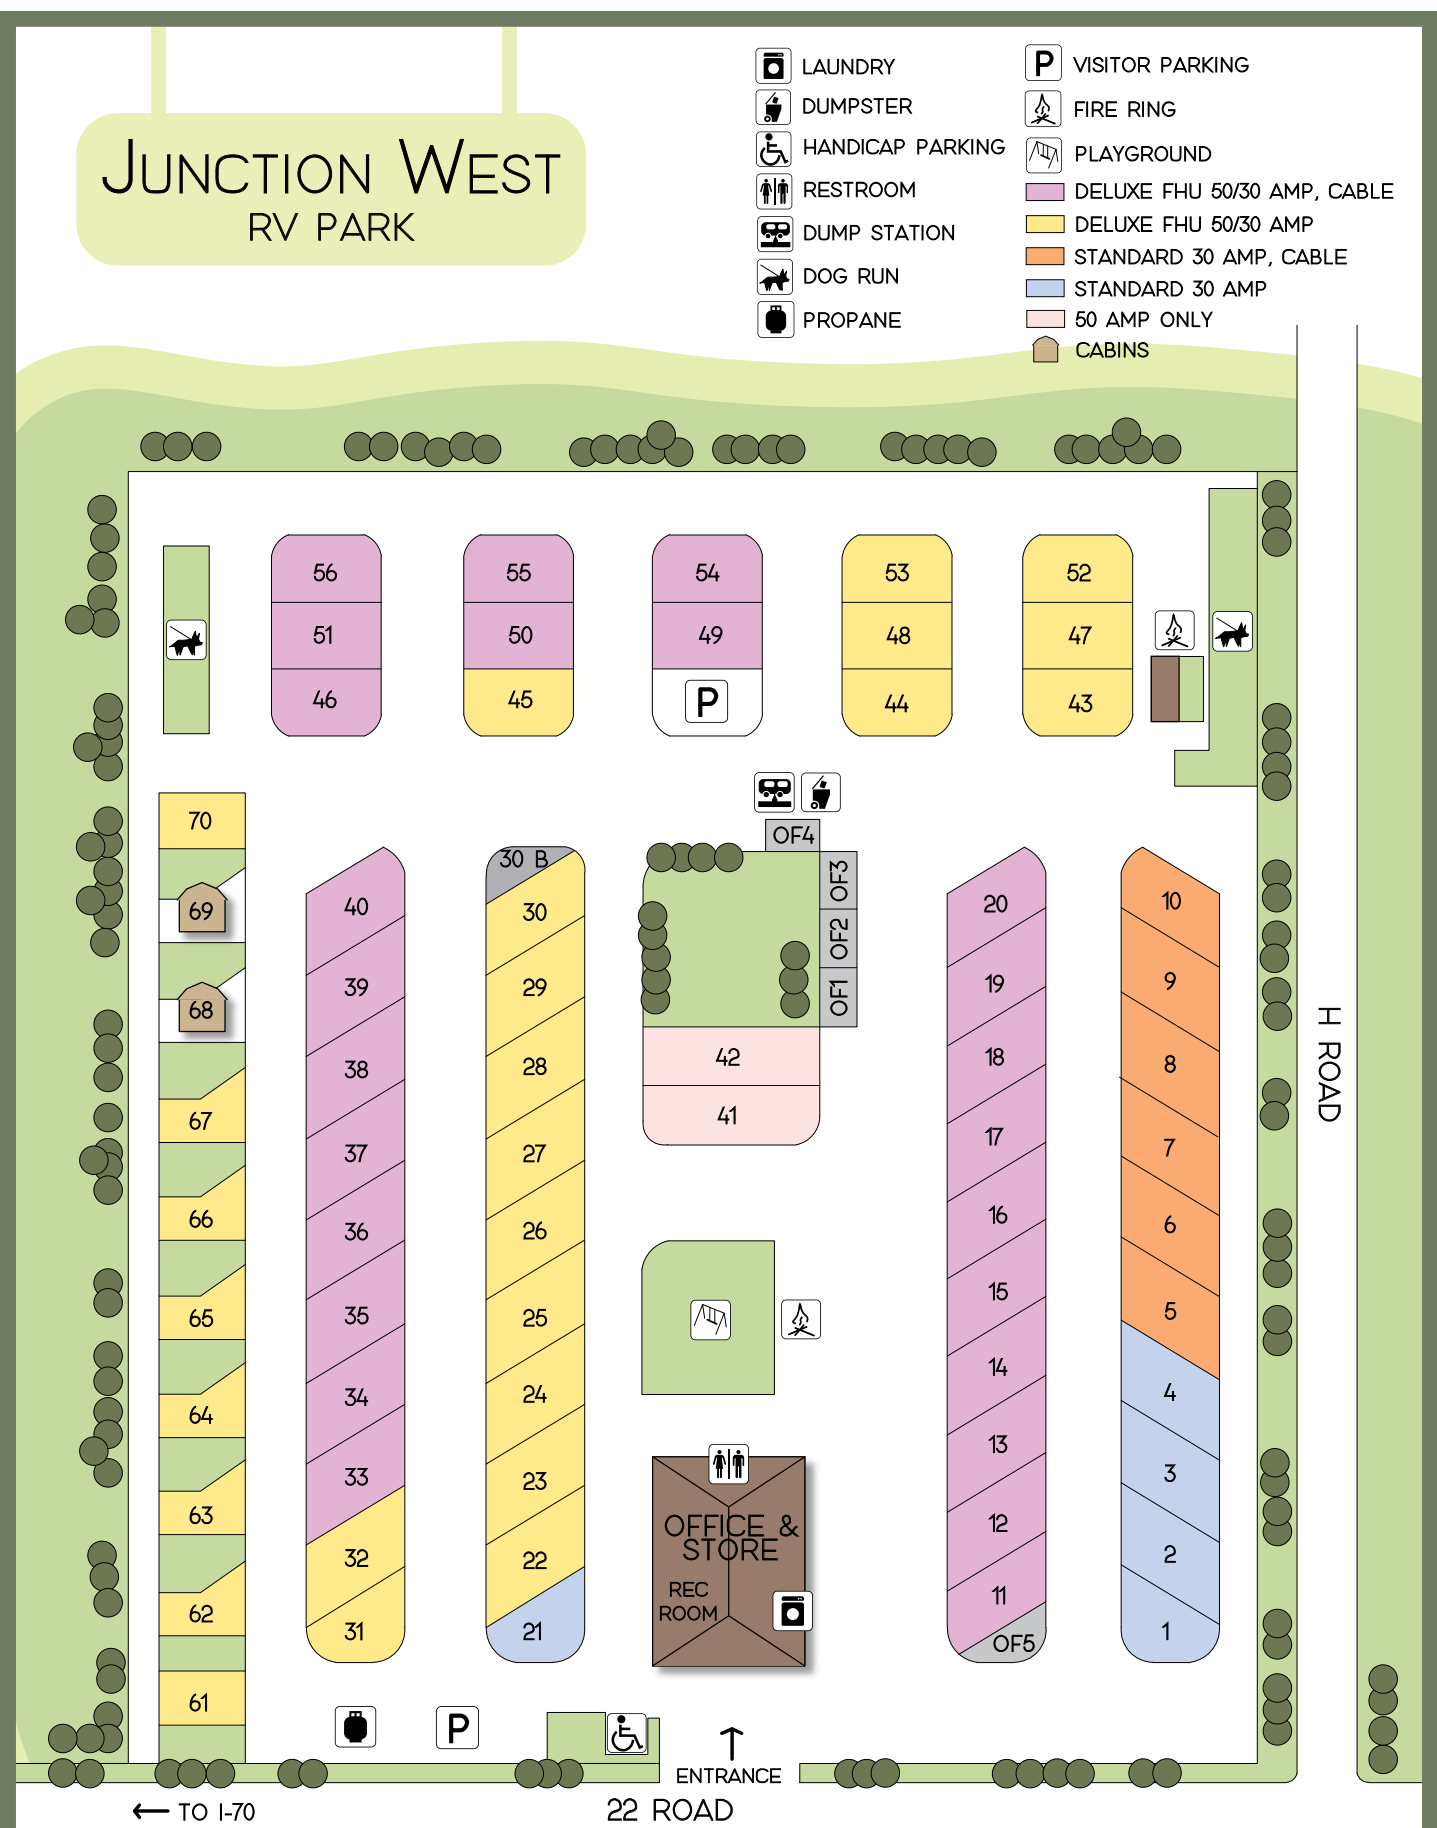 JUNCTION WEST
RV PARK
LAUNDRY
DUMPSTER
HANDICAP PARKING
RESTROOM
DUMP STATION
DOG RUN
PROPANE
P VISITOR PARKING
FIRE RING
PLAYGROUND
DELUXE FHU 50/30 AMP, CABLE
DELUXE FHU 50/30 AMP
STANDARD 30 AMP, CABLE
STANDARD 30 AMP
50 AMP ONLY
CABINS
56
51
46
55
50
45
54
49
P
53
48
44
52
47
43
70
69
68
67
66
65
64
63
62
61
40
39
38
37
36
35
34
33
32
31
30 B
30
29
28
27
26
25
24
23
22
21
OF4
OF3
OF2
OF1
42
41
OFFICE &
STORE
REC
ROOM
20
19
18
17
16
15
14
13
12
11
OF5
10
9
8
7
6
5
4
3
2
1
H ROAD
P
ENTRANCE
TO I-70
22 ROAD